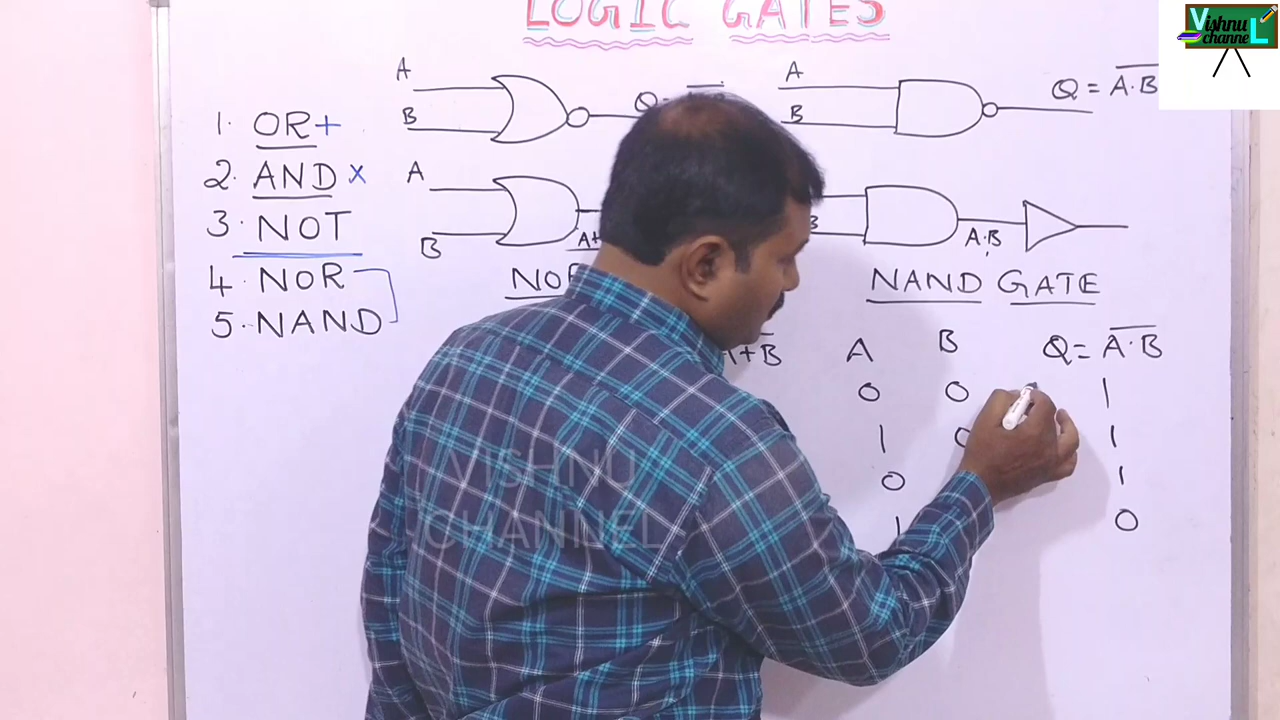 LOGIC GATES
Vishnu
channeL
A
B
Q =
A
B
Q = A·B
1. OR +
2. AND x
3. NOT
4. NOR
5. NAND
A
B
A+
B
A·B
NOR
NAND GATE
A+B
A B Q = A·B
0 0 1
1 0 1
0 1
1 0
VISHNU
CHANNEL